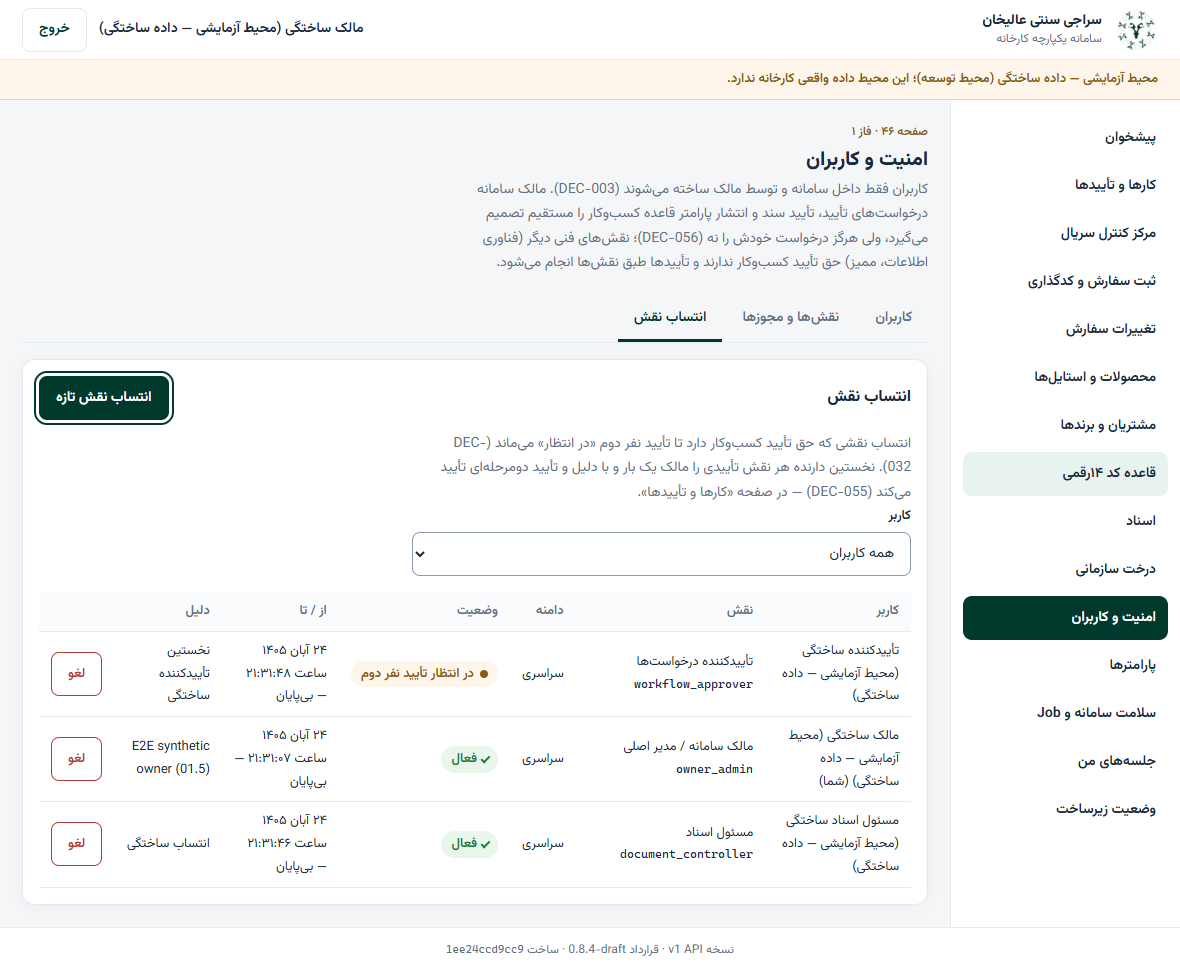 سراجی سنتی عالیخان
سامانه یکپارچه کارخانه
مالک ساختگی (محیط آزمایشی – داده ساختگی)
خروج
محیط آزمایشی – داده ساختگی (محیط توسعه)؛ این محیط داده واقعی کارخانه ندارد.
پیشخوان
کارها و تأییدها
مرکز کنترل سریال
ثبت سفارش و کدگذاری
تغییرات سفارش
محصولات و استایل‌ها
مشتریان و برندها
قاعده کد ۱۴رقمی
اسناد
درخت سازمانی
امنیت و کاربران
پارامترها
سلامت سامانه و Job
جلسه‌های من
وضعیت زیرساخت
صفحه ۴۶ · فاز ۱
امنیت و کاربران
کاربران فقط داخل سامانه و توسط مالک ساخته می‌شوند (DEC-003). مالک سامانه
درخواست‌های تأیید، تأیید سند و انتشار پارامتر قاعده کسب‌وکار را مستقیم تصمیم
می‌گیرد، ولی هرگز درخواست خودش را نه (DEC-056)؛ نقش‌های فنی دیگر (فناوری
اطلاعات، ممیز) حق تأیید کسب‌وکار ندارند و تأییدها طبق نقش‌ها انجام می‌شود.
کاربران
نقش‌ها و مجوزها
انتساب نقش
انتساب نقش
انتساب نقش تازه
انتساب نقشی که حق تأیید کسب‌وکار دارد تا تأیید نفر دوم «در انتظار» می‌ماند (DEC-
032). نخستین دارنده هر نقش تأییدی را مالک یک بار و با دلیل و تأیید دومرحله‌ای تأیید
می‌کند (DEC-055) — در صفحه «کارها و تأییدها».
کاربر
همه کاربران
کاربر نقش دامنه وضعیت از / تا دلیل
تأییدکننده ساختگی
(محیط آزمایشی – داده
ساختگی)
تأییدکننده درخواست‌ها
workflow_approver
سراسری
در انتظار تأیید نفر دوم
۲۴ آبان ۱۴۰۵
ساعت ۲۱:۳۱:۴۸
— بی‌پایان
نخستین
تأییدکننده
ساختگی
لغو
مالک ساختگی (محیط
آزمایشی – داده
ساختگی) (شما)
مالک سامانه / مدیر اصلی
owner_admin
سراسری
✓ فعال
۲۴ آبان ۱۴۰۵
ساعت ۲۱:۳۱:۰۷ —
بی‌پایان
E2E synthetic
owner (01.5)
لغو
مسئول اسناد ساختگی
(محیط آزمایشی – داده
ساختگی)
مسئول اسناد
document_controller
سراسری
✓ فعال
۲۴ آبان ۱۴۰۵
ساعت ۲۱:۳۱:۴۶
— بی‌پایان
انتساب ساختگی
لغو
نسخه API v1 · قرارداد 0.8.4-draft · ساخت 1ee24ccd9cc9